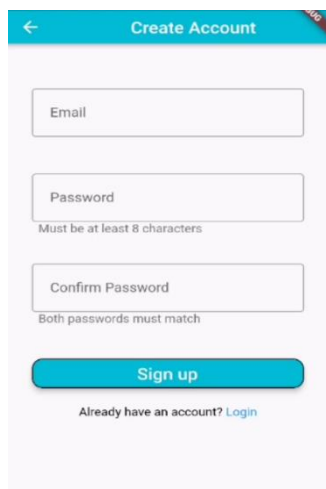 Create Account
Email
Password
Must be at least 8 characters
Confirm Password
Both passwords must match
Sign up
Already have an account? Login